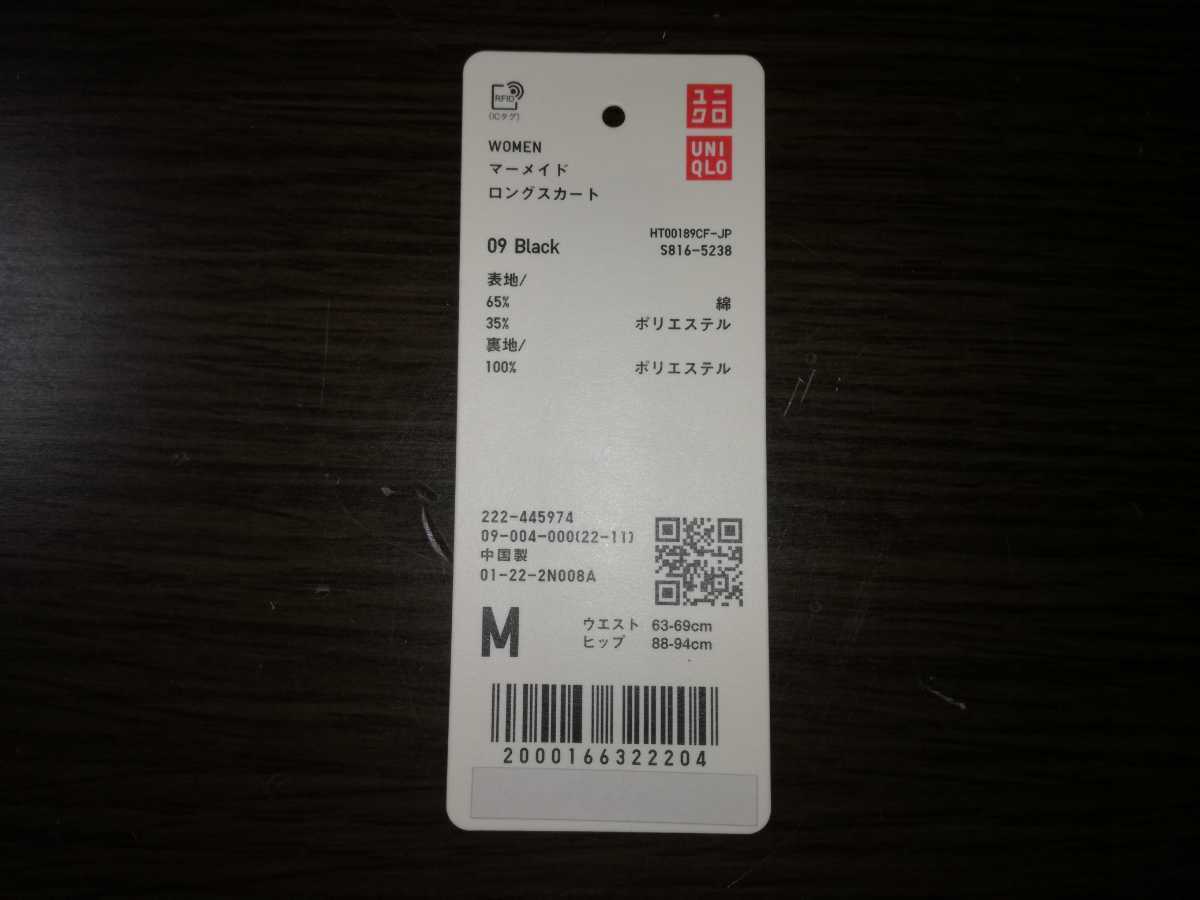 RFID
(ICタグ)
ユニ
クロ
UNI
QLO
WOMEN
マーメイド
ロングスカート
09 Black
HT00189CF-JP
S816-5238
表地/
65% 綿
35% ポリエステル
裏地/
100% ポリエステル
222-445974
09-004-000(22-11)
中国製
01-22-2N008A
M
ウエスト 63-69cm
ヒップ 88-94cm
2000166322204